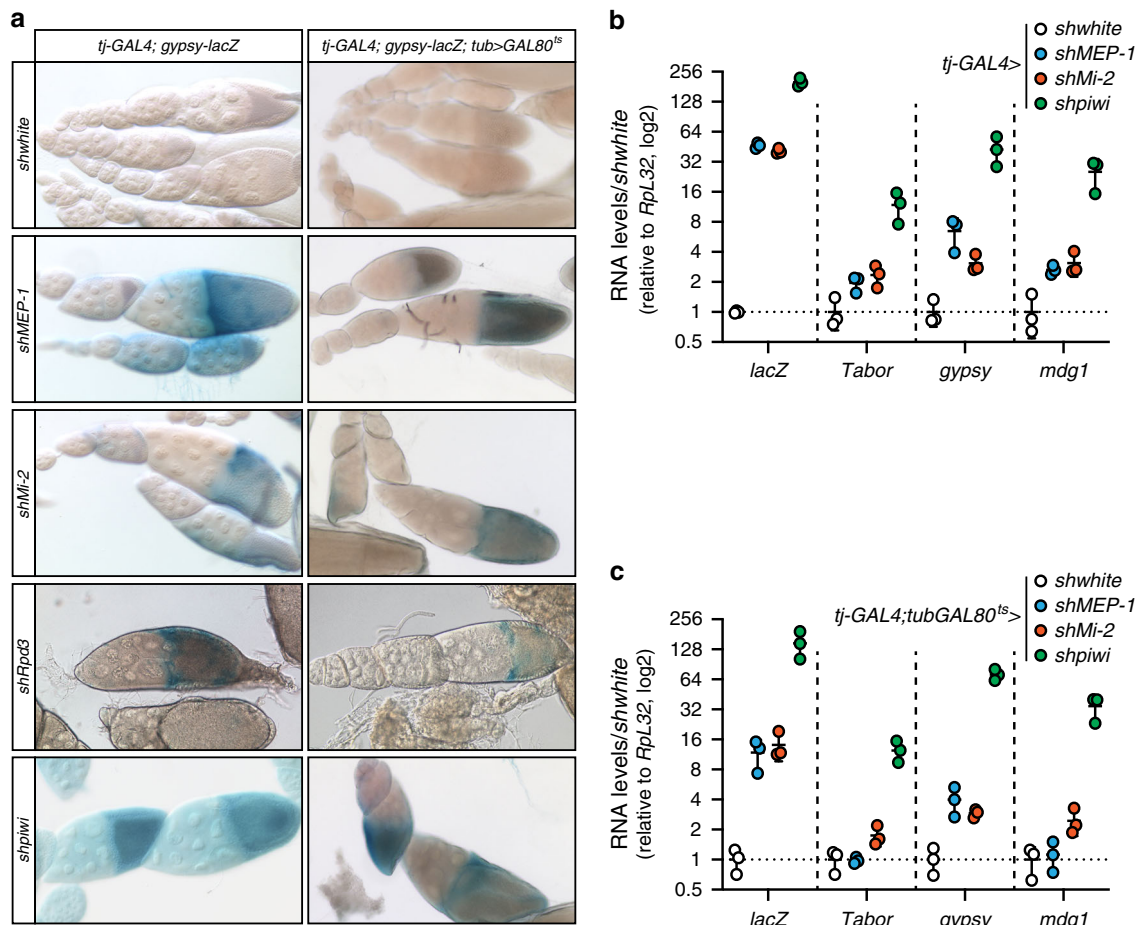 a
tj-GAL4; gypsy-lacZ
tj-GAL4; gypsy-lacZ; tub>GAL80ts
shwhite
shMEP-1
shMi-2
shRpd3
shpiwi
b
tj-GAL4>
shwhite
shMEP-1
shMi-2
shpiwi
RNA levels/shwhite
(relative to RpL32, log2)
256
128
64
32
16
8
4
2
1
0.5
lacZ
Tabor
gypsy
mdg1
c
tj-GAL4;tubGAL80ts>
shwhite
shMEP-1
shMi-2
shpiwi
RNA levels/shwhite
(relative to RpL32, log2)
256
128
64
32
16
8
4
2
1
0.5
lacZ
Tabor
gypsy
mdg1